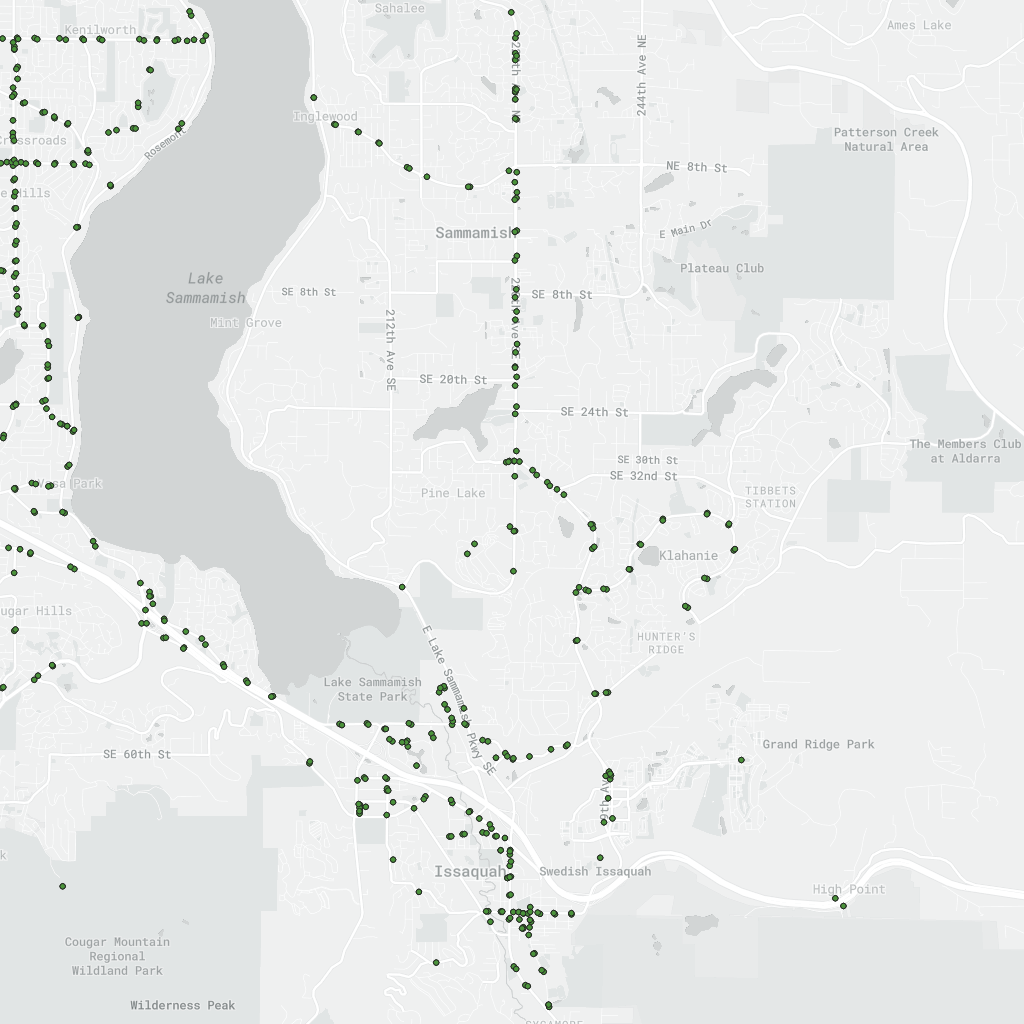 Sahalee
Ames Lake
Kenilworth
244th Ave NE
Inglewood
Patterson Creek
Natural Area
Rosemont
NE 8th St
E Main Dr
Sammamish
Plateau Club
Lake
Sammamish
SE 8th St
SE 8th St
Mint Grove
212th Ave SE
SE 20th St
SE 24th St
The Members Club
at Aldarra
SE 30th St
SE 32nd St
Pine Lake
TIBBETS
STATION
Klahanie
HUNTER'S
RIDGE
E Lake Sammamish Pkwy SE
Lake Sammamish
State Park
SE 60th St
Grand Ridge Park
Issaquah
Swedish Issaquah
High Point
Cougar Mountain
Regional
Wildland Park
Wilderness Peak